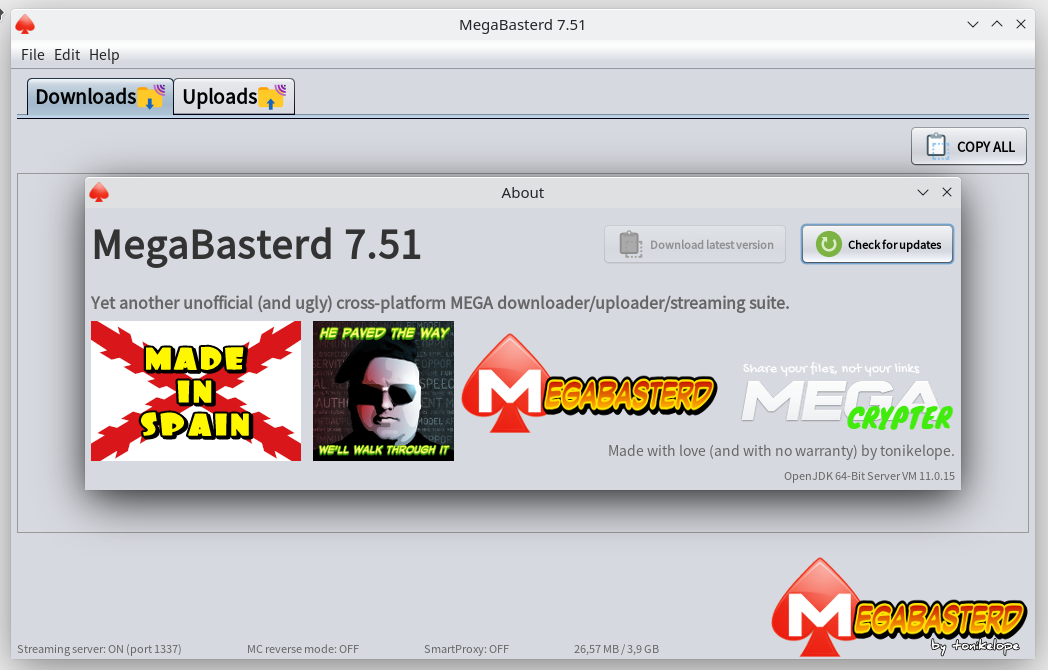 MegaBasterd 7.51
File Edit Help
Downloads Uploads
COPY ALL
About
MegaBasterd 7.51
Download latest version
Check for updates
Yet another unofficial (and ugly) cross-platform MEGA downloader/uploader/streaming suite.
MADE
IN
SPAIN
HE PAVED THE WAY
WE'LL WALK THROUGH IT
MEGABASTERD
Share your files, not your links
MEGA
CRYPTER
Made with love (and with no warranty) by tonikelope.
OpenJDK 64-Bit Server VM 11.0.15
MEGABASTERD
by tonikelope
Streaming server: ON (port 1337) MC reverse mode: OFF SmartProxy: OFF 26,57 MB / 3,9 GB